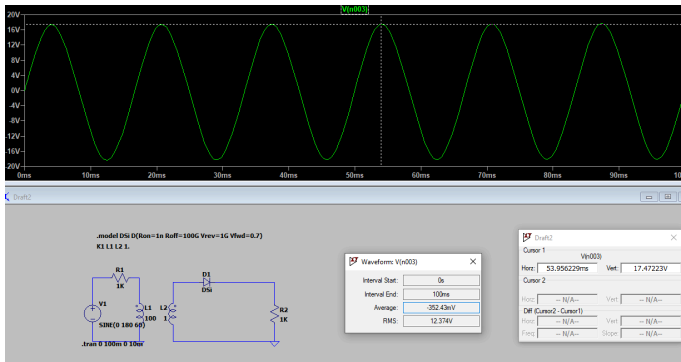 V(n003)
20V
16V
12V
8V
4V
0V
-4V
-8V
-12V
-16V
-20V
0ms 10ms 20ms 30ms 40ms 50ms 60ms 70ms 80ms 90ms 10
Draft2
.model DSi D(Ron=1n Roff=100G Vrev=1G Vfwd=0.7)
K1 L1 L2 1.
R1
1K
V1
SINE(0 180 60)
L1
100
L2
1
D1
DSi
R2
1K
.tran 0 100m 0 10m
Waveform: V(n003)
Interval Start: 0s
Interval End: 100ms
Average: -352.43mV
RMS: 12.374V
Draft2
Cursor 1
V(n003)
Horz: 53.956229ms Vert: 17.47223V
Cursor 2
Horz: -- N/A-- Vert: -- N/A--
Diff (Cursor2 - Cursor1)
Horz: -- N/A-- Vert: -- N/A--
Freq: -- N/A-- Slope: -- N/A--